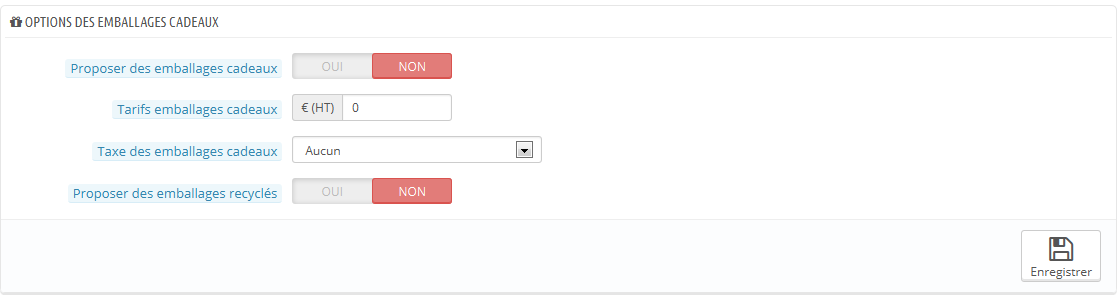 OPTIONS DES EMBALLAGES CADEAUX
Proposer des emballages cadeaux OUI NON
Tarifs emballages cadeaux € (HT) 0
Taxe des emballages cadeaux Aucun
Proposer des emballages recyclés OUI NON
Enregistrer